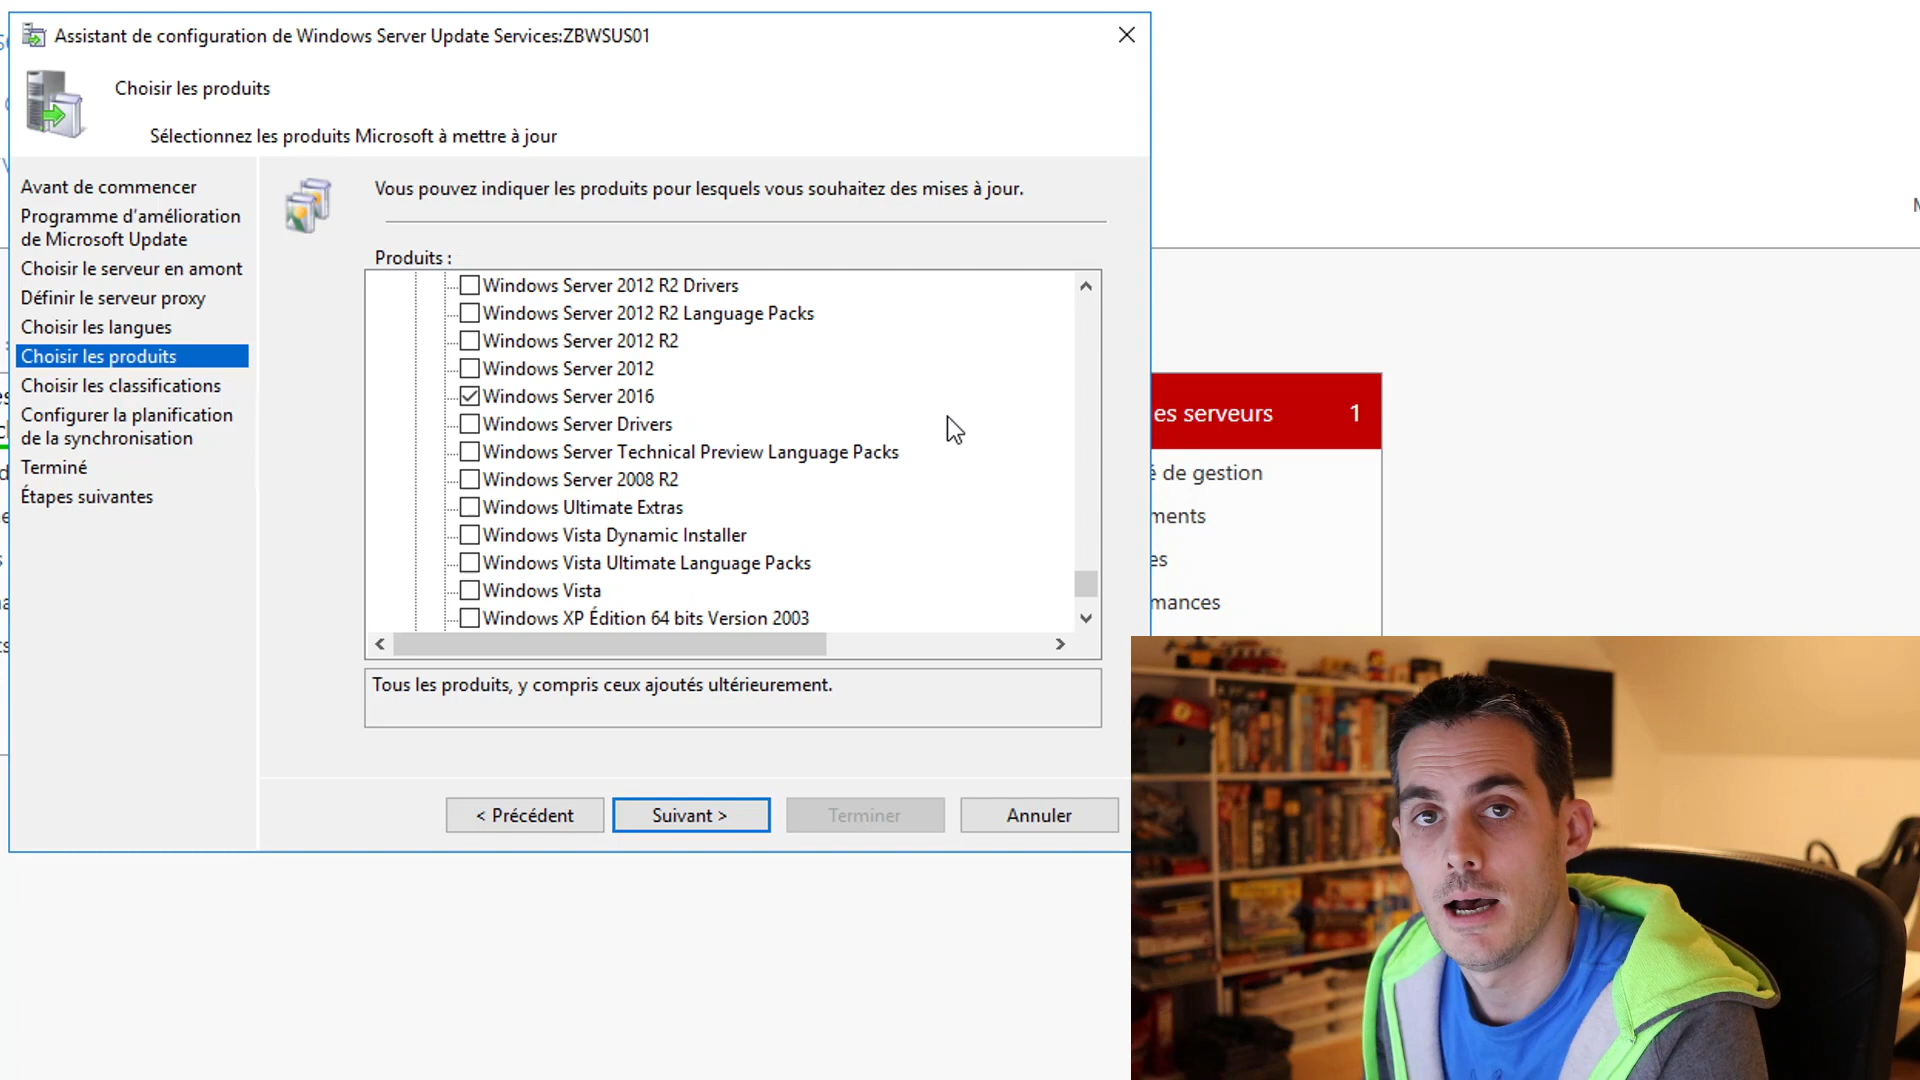 Assistant de configuration de Windows Server Update Services:ZBWSUS01
Choisir les produits
Sélectionnez les produits Microsoft à mettre à jour
Avant de commencer
Programme d'amélioration
de Microsoft Update
Choisir le serveur en amont
Définir le serveur proxy
Choisir les langues
Choisir les produits
Choisir les classifications
Configurer la planification
de la synchronisation
Terminé
Étapes suivantes
Vous pouvez indiquer les produits pour lesquels vous souhaitez des mises à jour.
Produits :
Windows Server 2012 R2 Drivers
Windows Server 2012 R2 Language Packs
Windows Server 2012 R2
Windows Server 2012
Windows Server 2016
Windows Server Drivers
Windows Server Technical Preview Language Packs
Windows Server 2008 R2
Windows Ultimate Extras
Windows Vista Dynamic Installer
Windows Vista Ultimate Language Packs
Windows Vista
Windows XP Édition 64 bits Version 2003
Tous les produits, y compris ceux ajoutés ultérieurement.
< Précédent
Suivant >
Terminer
Annuler
es serveurs 1
é de gestion
ments
es
mances